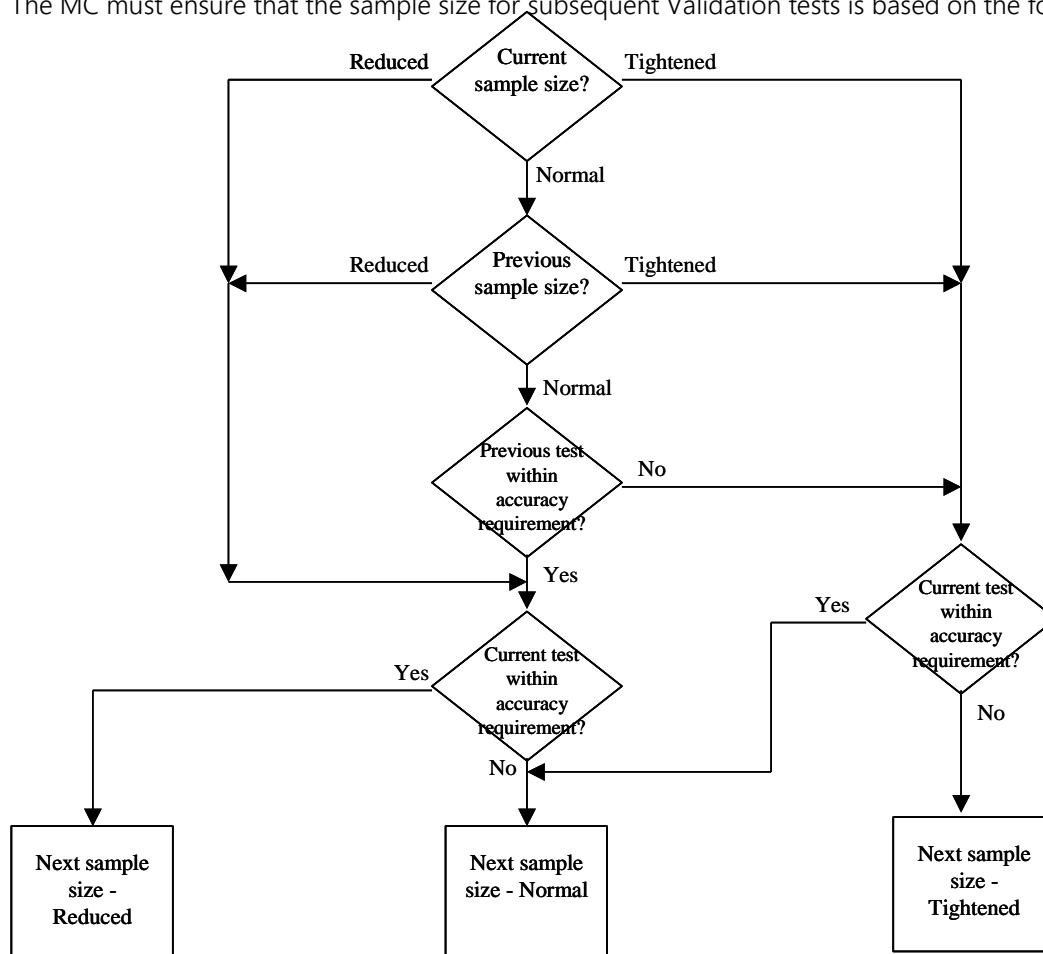 The MC must ensure that the sample size for subsequent Validation tests is based on the
Reduced
Current
sample size?
Tightened
Normal
Reduced
Previous
sample size?
Tightened
Normal
Previous test
within
accuracy
requirement?
No
Yes
Current test
within
accuracy
requirement?
Yes
No
Yes
Current test
within
accuracy
requirement?
No
Next sample
size -
Reduced
Next sample
size - Normal
Next sample
size -
Tightened